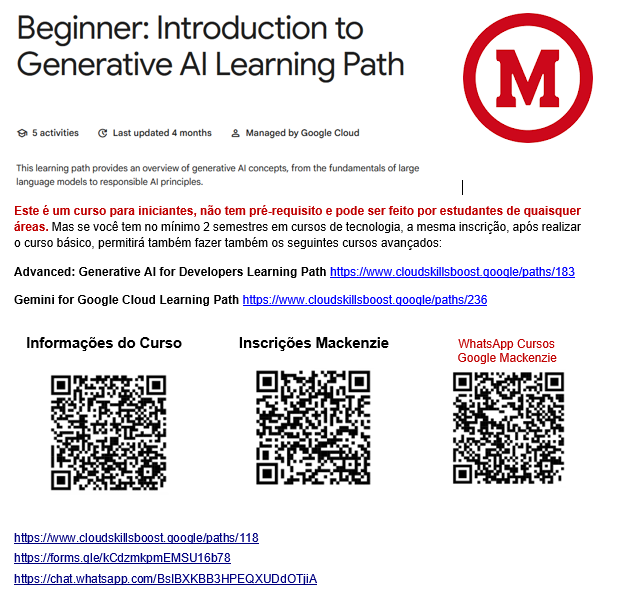 Beginner: Introduction to
Generative AI Learning Path
M
5 activities Last updated 4 months Managed by Google Cloud
This learning path provides an overview of generative AI concepts, from the fundamentals of large
language models to responsible AI principles.
Este é um curso para iniciantes, não tem pré-requisito e pode ser feito por estudantes de quaisquer
áreas. Mas se você tem no mínimo 2 semestres em cursos de tecnologia, a mesma inscrição, após realizar
o curso básico, permitirá também fazer também os seguintes cursos avançados:
Advanced: Generative AI for Developers Learning Path https://www.cloudskillsboost.google/paths/183
Gemini for Google Cloud Learning Path https://www.cloudskillsboost.google/paths/236
Informações do Curso
Inscrições Mackenzie
WhatsApp Cursos
Google Mackenzie
https://www.cloudskillsboost.google/paths/118
https://forms.gle/kCdzmkpmEMSU16b78
https://chat.whatsapp.com/BsIBXKBB3HPEQXUDdOTjiA